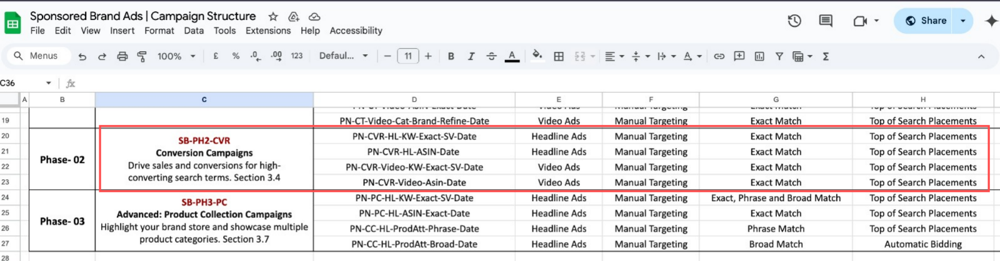 Sponsored Brand Ads | Campaign Structure
File Edit View Insert Format Data Tools Extensions Help Accessibility
Share
Menus 100% £ % .0 .00 123 Defaul... − 11 + B I A Σ
C36 fx
A B C D E F G H
19 PN-CT-Video-Cat-Brand-Refine-Date Video Ads Manual Targeting Exact Match Top of Search Placements
20 PN-CVR-HL-KW-Exact-SV-Date Headline Ads Manual Targeting Exact Match Top of Search Placements
SB-PH2-CVR
21 Conversion Campaigns PN-CVR-HL-ASIN-Date Headline Ads Manual Targeting Exact Match Top of Search Placements
Phase- 02
22 Drive sales and conversions for high- PN-CVR-Video-KW-Exact-SV-Date Video Ads Manual Targeting Exact Match Top of Search Placements
23 converting search terms. Section 3.4 PN-CVR-Video-Asin-Date Video Ads Manual Targeting Exact Match Top of Search Placements
24 SB-PH3-PC PN-PC-HL-KW-Exact-SV-Date Headline Ads Manual Targeting Exact, Phrase and Broad Match Top of Search Placements
25 Advanced: Product Collection Campaigns PN-PC-HL-ASIN-Exact-Date Headline Ads Manual Targeting Exact Match Top of Search Placements
Phase- 03
26 Highlight your brand store and showcase multiple PN-CC-HL-ProdAtt-Phrase-Date Headline Ads Manual Targeting Phrase Match Top of Search Placements
27 product categories. Section 3.7 PN-CC-HL-ProdAtt-Broad-Date Headline Ads Manual Targeting Broad Match Automatic Bidding
28